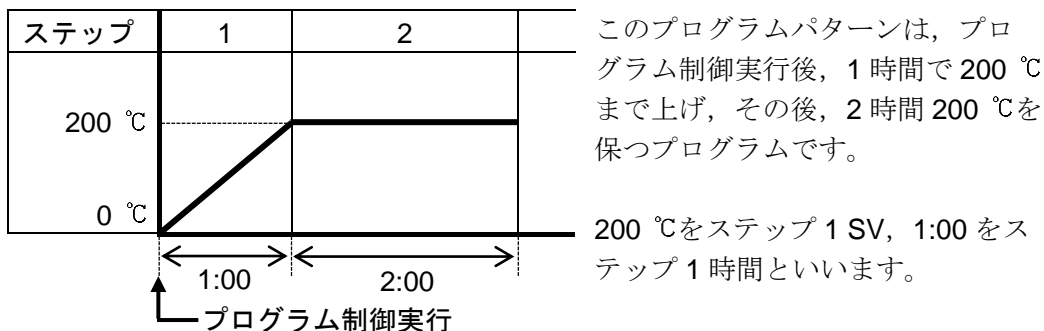 ステップ 1 2
200 ℃
0 ℃
1:00 2:00
プログラム制御実行
このプログラムパターンは，プロ
グラム制御実行後，1 時間で 200 ℃
まで上げ，その後，2 時間 200 ℃を
保つプログラムです。
200 ℃をステップ 1 SV，1:00 をス
テップ 1 時間といいます。